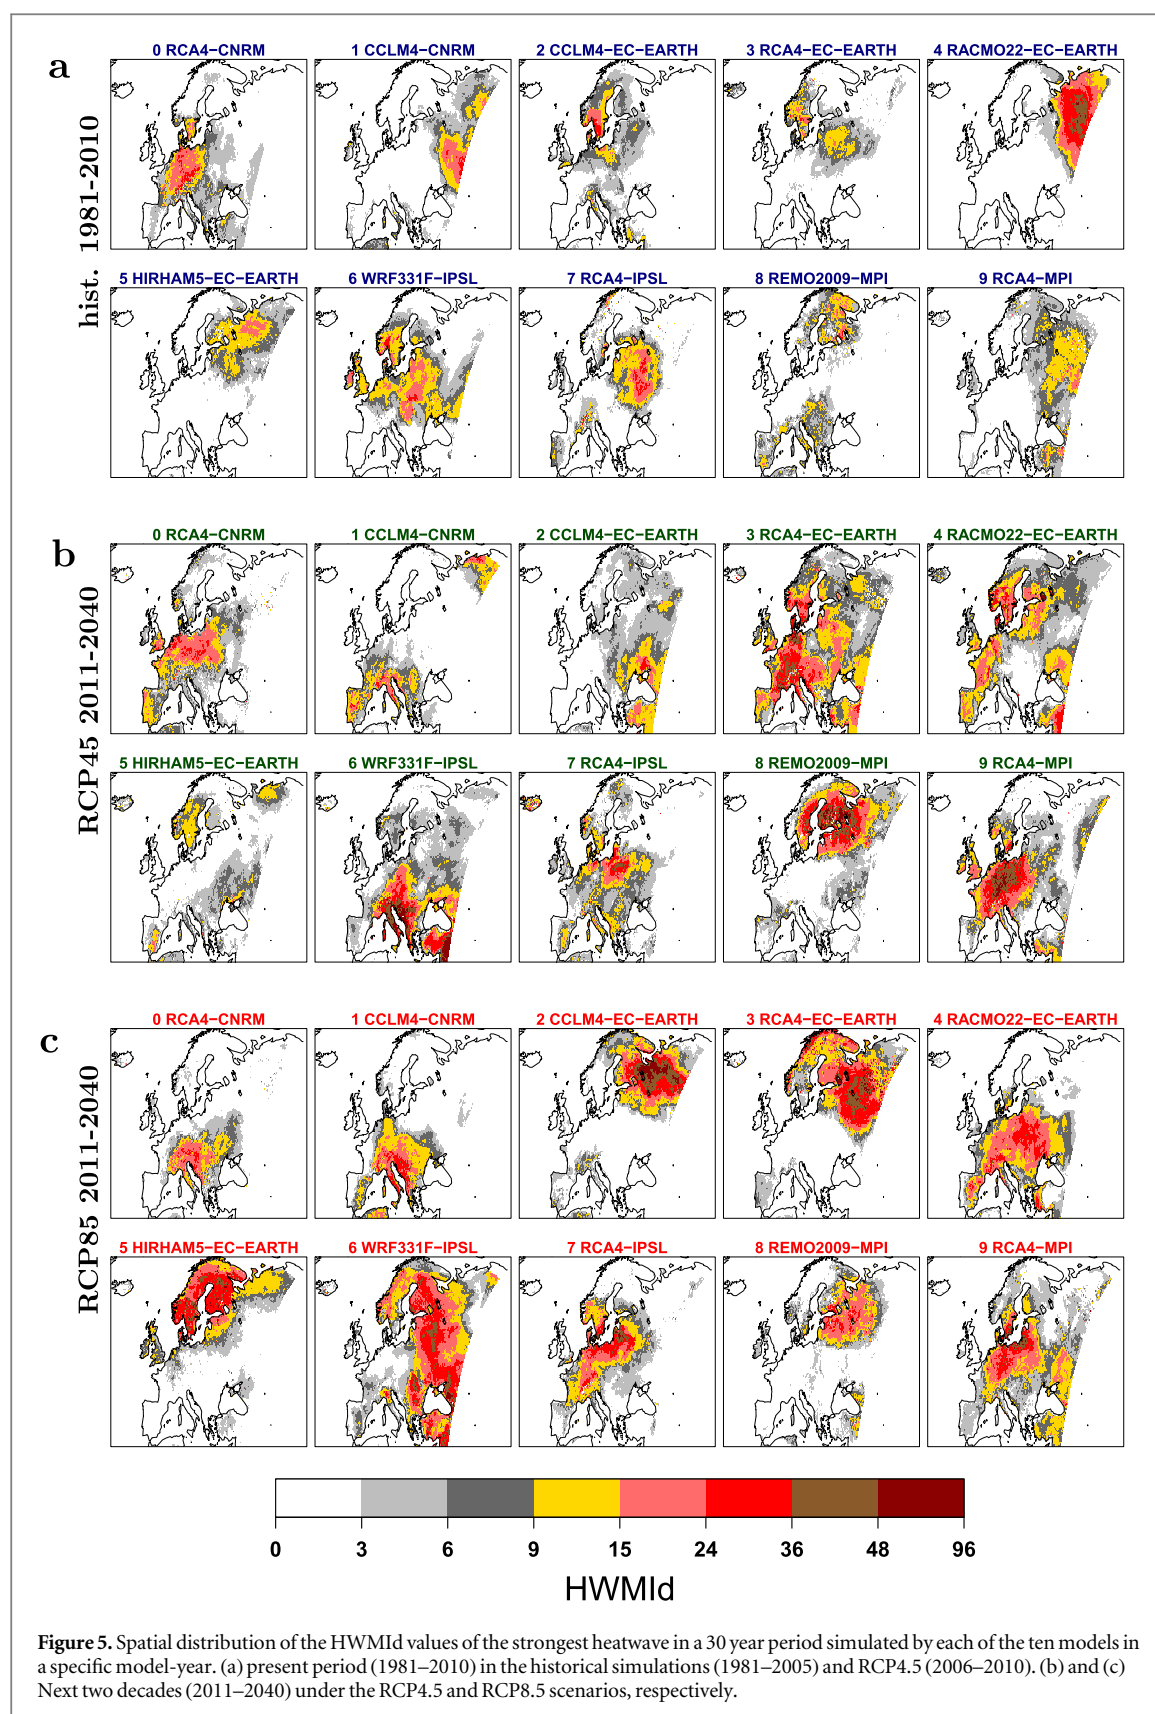 a
hist. 1981-2010
0 RCA4−CNRM
1 CCLM4−CNRM
2 CCLM4−EC−EARTH
3 RCA4−EC−EARTH
4 RACMO22−EC−EARTH
5 HIRHAM5−EC−EARTH
6 WRF331F−IPSL
7 RCA4−IPSL
8 REMO2009−MPI
9 RCA4−MPI
b
RCP45 2011-2040
0 RCA4−CNRM
1 CCLM4−CNRM
2 CCLM4−EC−EARTH
3 RCA4−EC−EARTH
4 RACMO22−EC−EARTH
5 HIRHAM5−EC−EARTH
6 WRF331F−IPSL
7 RCA4−IPSL
8 REMO2009−MPI
9 RCA4−MPI
c
RCP85 2011-2040
0 RCA4−CNRM
1 CCLM4−CNRM
2 CCLM4−EC−EARTH
3 RCA4−EC−EARTH
4 RACMO22−EC−EARTH
5 HIRHAM5−EC−EARTH
6 WRF331F−IPSL
7 RCA4−IPSL
8 REMO2009−MPI
9 RCA4−MPI
0 3 6 9 15 24 36 48 96
HWMId
Figure 5. Spatial distribution of the HWMId values of the strongest heatwave in a 30 year period simulated by each of the ten models in
a specific model-year. (a) present period (1981–2010) in the historical simulations (1981–2005) and RCP4.5 (2006–2010). (b) and (c)
Next two decades (2011–2040) under the RCP4.5 and RCP8.5 scenarios, respectively.